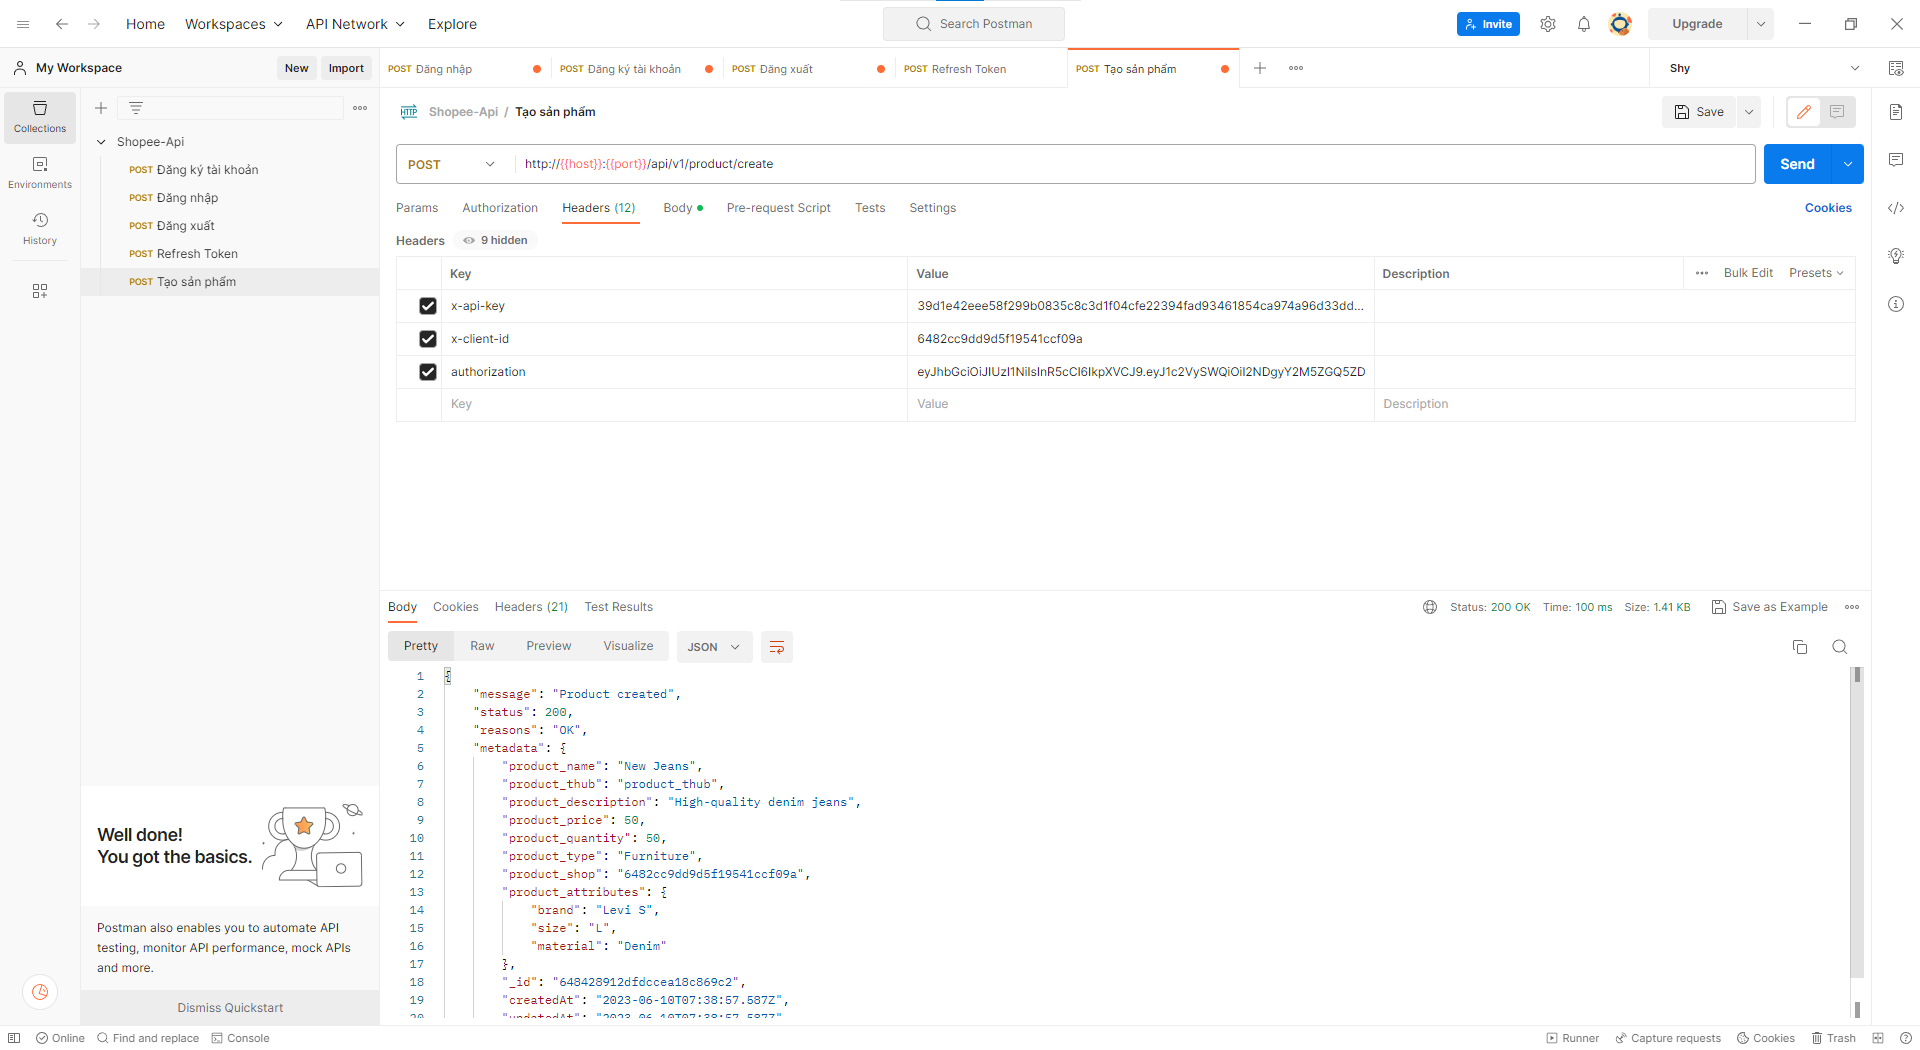 Home
Workspaces
API Network
Explore
Search Postman
Invite
Upgrade
My Workspace
New
Import
POST Đăng nhập
POST Đăng ký tài khoản
POST Đăng xuất
POST Refresh Token
POST Tạo sản phẩm
Shy
Collections
Environments
History
Shopee-Api
POST Đăng ký tài khoản
POST Đăng nhập
POST Đăng xuất
POST Refresh Token
POST Tạo sản phẩm
HTTP Shopee-Api / Tạo sản phẩm
Save
POST
http://{{host}}:{{port}}/api/v1/product/create
Send
Params
Authorization
Headers (12)
Body
Pre-request Script
Tests
Settings
Cookies
Headers
9 hidden
Key
Value
Description
Bulk Edit
Presets
x-api-key
39d1e42eee58f299b0835c8c3d1f04cfe22394fad93461854ca974a96d33dd...
x-client-id
6482cc9dd9d5f19541ccf09a
authorization
eyJhbGciOiJIUzI1NiIsInR5cCI6IkpXVCJ9.eyJ1c2VySWQiOiI2NDgyY2M5ZGQ5ZD
Key
Value
Description
Body
Cookies
Headers (21)
Test Results
Status: 200 OK
Time: 100 ms
Size: 1.41 KB
Save as Example
Pretty
Raw
Preview
Visualize
JSON
1 {
2 "message": "Product created",
3 "status": 200,
4 "reasons": "OK",
5 "metadata": {
6 "product_name": "New Jeans",
7 "product_thub": "product_thub",
8 "product_description": "High-quality denim jeans",
9 "product_price": 50,
10 "product_quantity": 50,
11 "product_type": "Furniture",
12 "product_shop": "6482cc9dd9d5f19541ccf09a",
13 "product_attributes": {
14 "brand": "Levi S",
15 "size": "L",
16 "material": "Denim"
17 },
18 "_id": "648428912dfdccea18c869c2",
19 "createdAt": "2023-06-10T07:38:57.587Z",
20 "updatedAt": "2023-06-10T07:38:57.587Z"
Well done!
You got the basics.
Postman also enables you to automate API
testing, monitor API performance, mock APIs
and more.
Dismiss Quickstart
Online
Find and replace
Console
Runner
Capture requests
Cookies
Trash